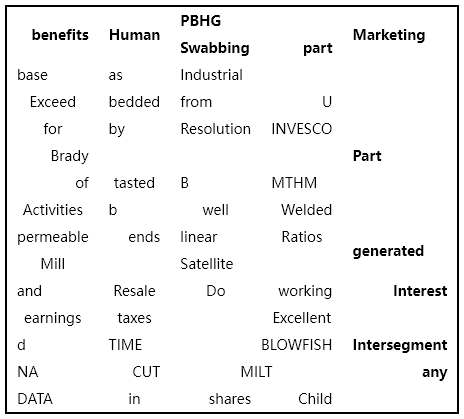 benefits Human PBHG Swabbing part Marketing
base as Industrial
Exceed bedded from U
for by Resolution INVESCO
Brady Part
of tasted B MTHM
Activities b well Welded
permeable ends linear Ratios
generated
Mill Satellite
and Resale Do working Interest
earnings taxes Excellent
d TIME BLOWFISH Intersegment
NA CUT MILT any
DATA in shares Child